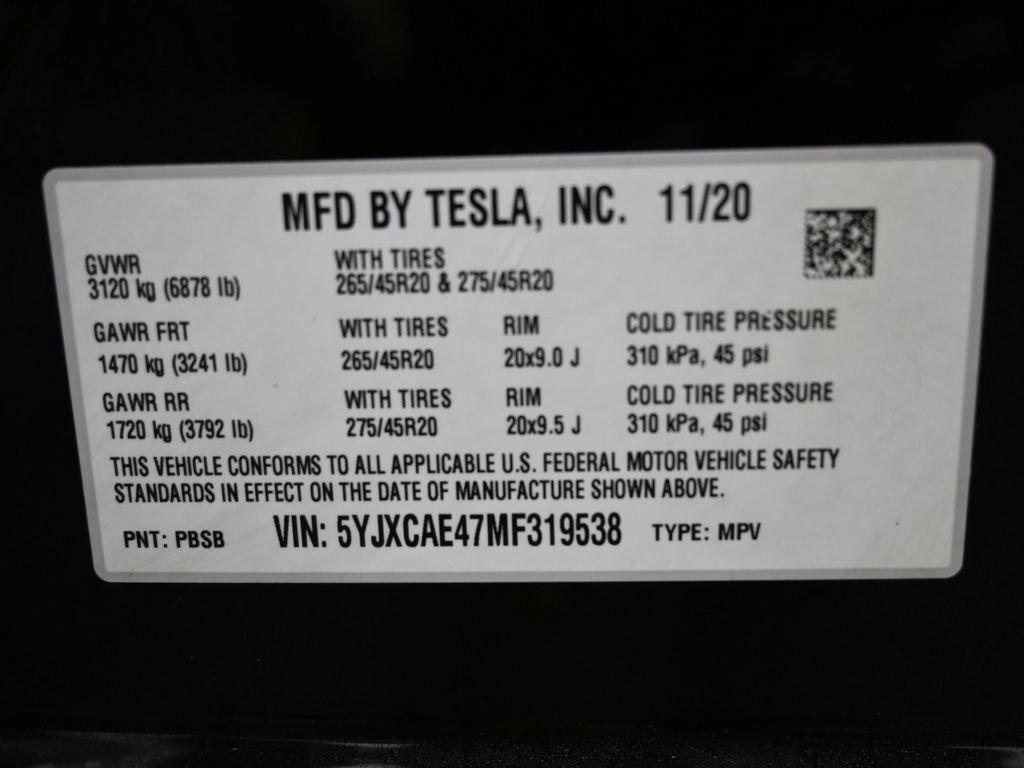 MFD BY TESLA, INC. 11/20
GVWR WITH TIRES
3120 kg (6878 lb) 265/45R20 & 275/45R20
GAWR FRT WITH TIRES RIM COLD TIRE PRESSURE
1470 kg (3241 lb) 265/45R20 20x9.0 J 310 kPa, 45 psi
GAWR RR WITH TIRES RIM COLD TIRE PRESSURE
1720 kg (3792 lb) 275/45R20 20x9.5 J 310 kPa, 45 psi
THIS VEHICLE CONFORMS TO ALL APPLICABLE U.S. FEDERAL MOTOR VEHICLE SAFETY
STANDARDS IN EFFECT ON THE DATE OF MANUFACTURE SHOWN ABOVE.
PNT: PBSB VIN: 5YJXCAE47MF319538 TYPE: MPV